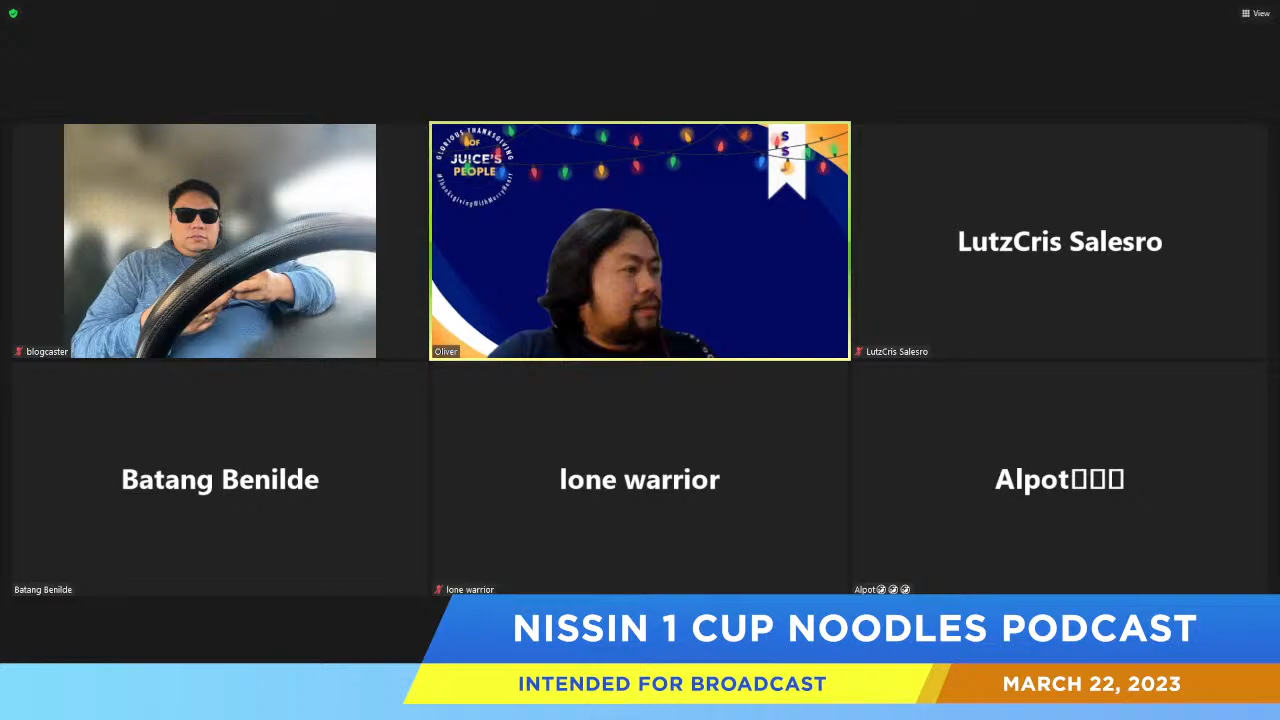 View
GLORIOUS THANKSGIVING
OF
JUICE'S
PEOPLE
#ThanksgivingWithMerryHeart
S
S
J
LutzCris Salesro
blogcaster
Oliver
LutzCris Salesro
Batang Benilde
lone warrior
Alpot▯▯▯
Batang Benilde
lone warrior
Alpot
NISSIN 1 CUP NOODLES PODCAST
INTENDED FOR BROADCAST
MARCH 22, 2023